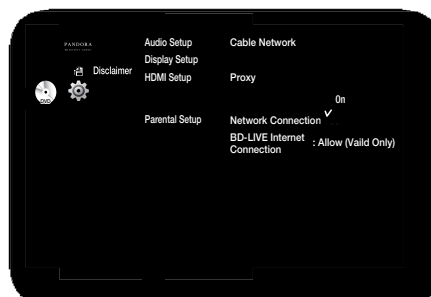 PANDORA
Disclaimer
DVD
Audio Setup
Display Setup
HDMI Setup
Parental Setup
Cable Network
Proxy
0n
Network Connection
BD-LIVE Internet : Allow (Vaild Only)
Connection